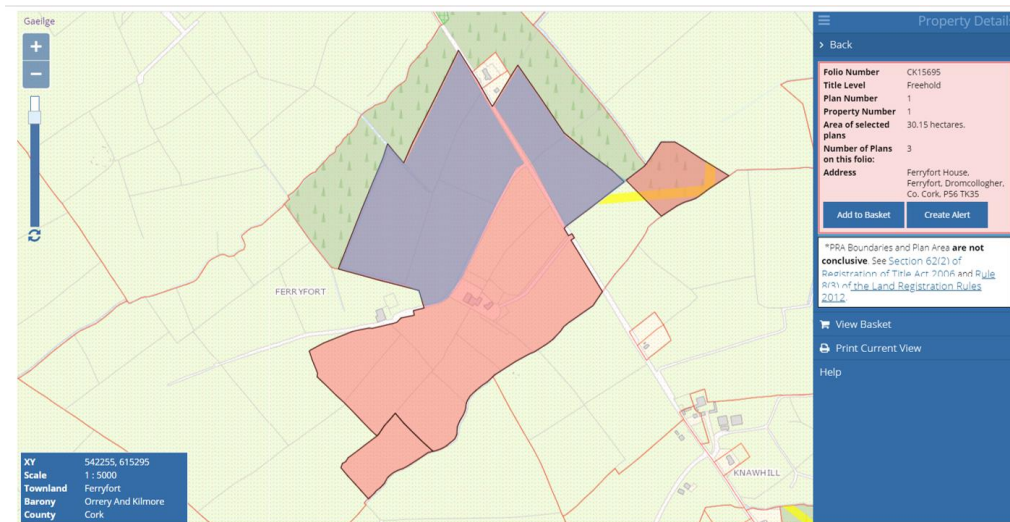 Gaeilge
+
−
FERRYFORT
KNAWHILL
XY 542255, 615295
Scale 1 : 5000
Townland Ferryfort
Barony Orrery And Kilmore
County Cork
Property Details
> Back
Folio Number CK15695
Title Level Freehold
Plan Number 1
Property Number 1
Area of selected plans 30.15 hectares.
Number of Plans on this folio: 3
Address Ferryfort House,
Ferryfort, Dromcollogher,
Co. Cork, P56 TK35
Add to Basket Create Alert
*PRA Boundaries and Plan Area are not
conclusive. See Section 62(2) of
Registration of Title Act 2006 and Rule
8(3) of the Land Registration Rules
2012.
View Basket
Print Current View
Help